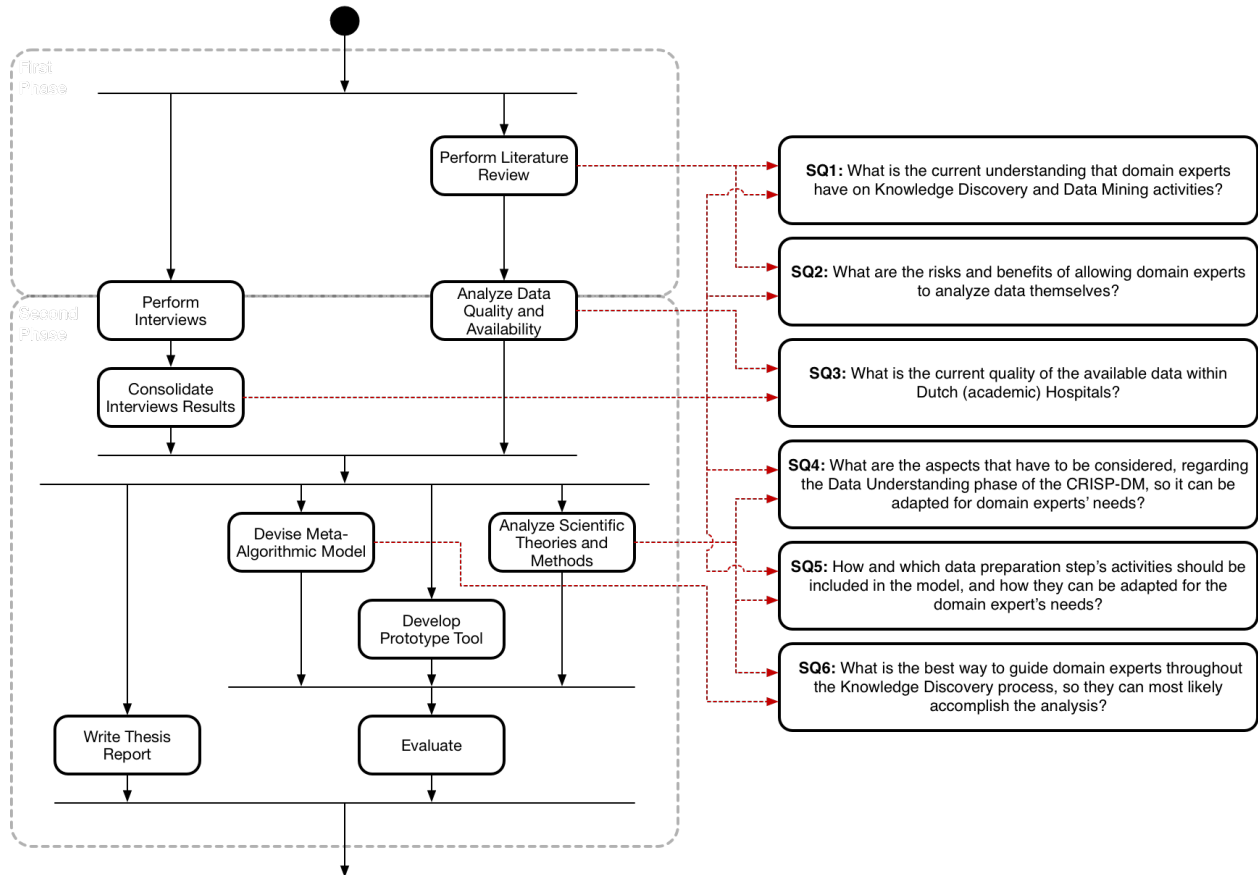 First
Phase
Perform Literature
Review
SQ1: What is the current understanding that domain experts
have on Knowledge Discovery and Data Mining activities?
SQ2: What are the risks and benefits of allowing domain experts
to analyze data themselves?
Second
Phase
Perform
Interviews
Analyze Data
Quality and
Availability
Consolidate
Interviews Results
SQ3: What is the current quality of the available data within
Dutch (academic) Hospitals?
SQ4: What are the aspects that have to be considered, regarding
the Data Understanding phase of the CRISP-DM, so it can be
adapted for domain experts’ needs?
Devise Meta-
Algorithmic Model
Analyze Scientific
Theories and
Methods
SQ5: How and which data preparation step’s activities should be
included in the model, and how they can be adapted for the
domain expert’s needs?
Develop
Prototype Tool
SQ6: What is the best way to guide domain experts throughout
the Knowledge Discovery process, so they can most likely
accomplish the analysis?
Write Thesis
Report
Evaluate